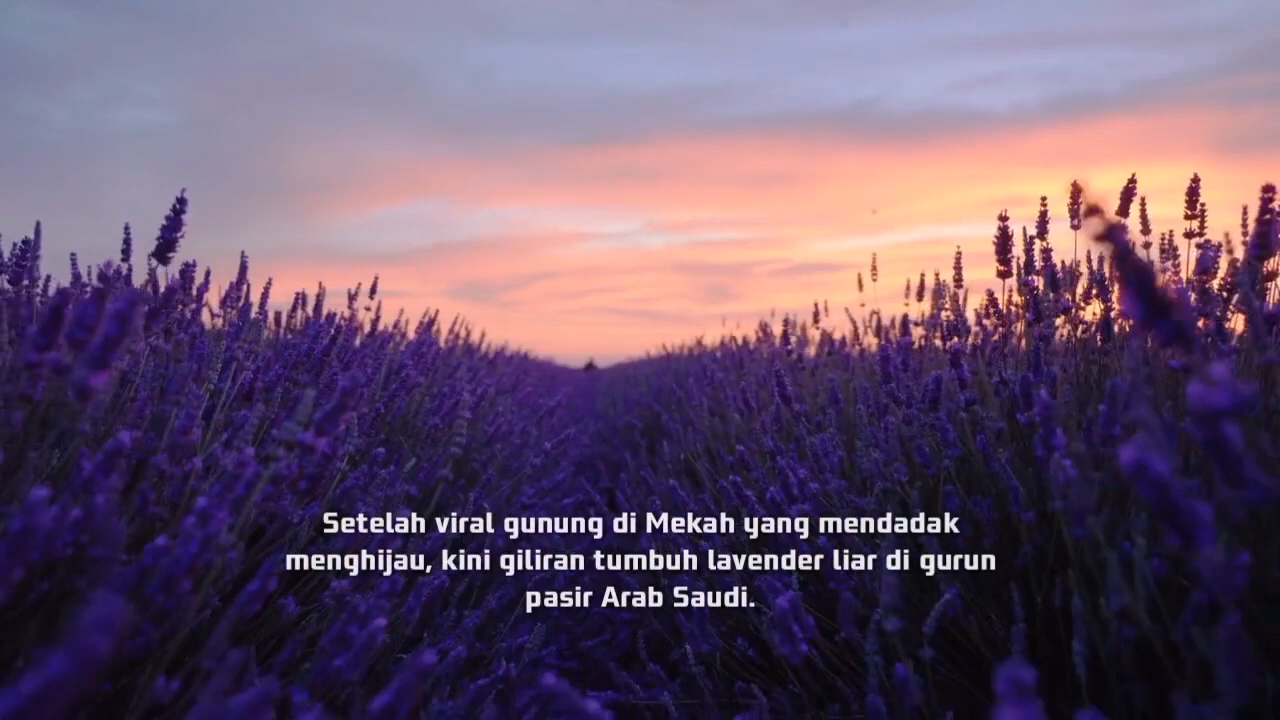 Setelah viral gunung di Mekah yang mendadak
menghijau, kini giliran tumbuh lavender liar di gurun
pasir Arab Saudi.